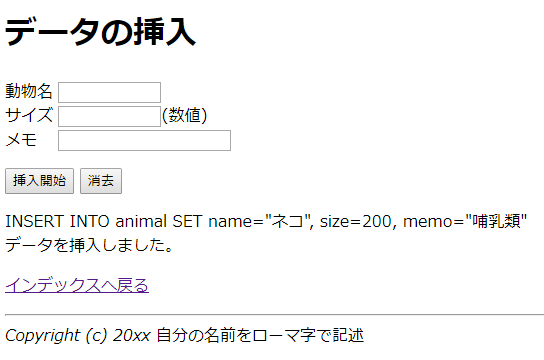 データの挿入
動物名
サイズ (数値)
メモ
挿入開始 消去
INSERT INTO animal SET name="ネコ", size=200, memo="哺乳類"
データを挿入しました。
インデックスへ戻る
Copyright (c) 20xx 自分の名前をローマ字で記述